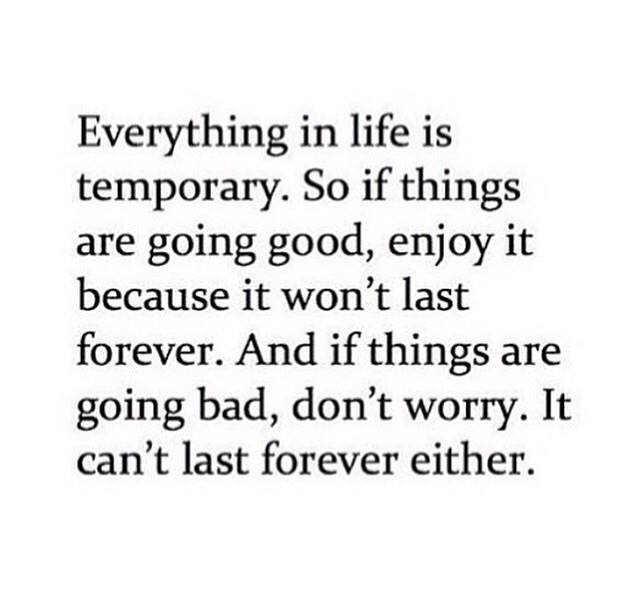 Everything in life is
temporary. So if things
are going good, enjoy it
because it won’t last
forever. And if things are
going bad, don’t worry. It
can’t last forever either.